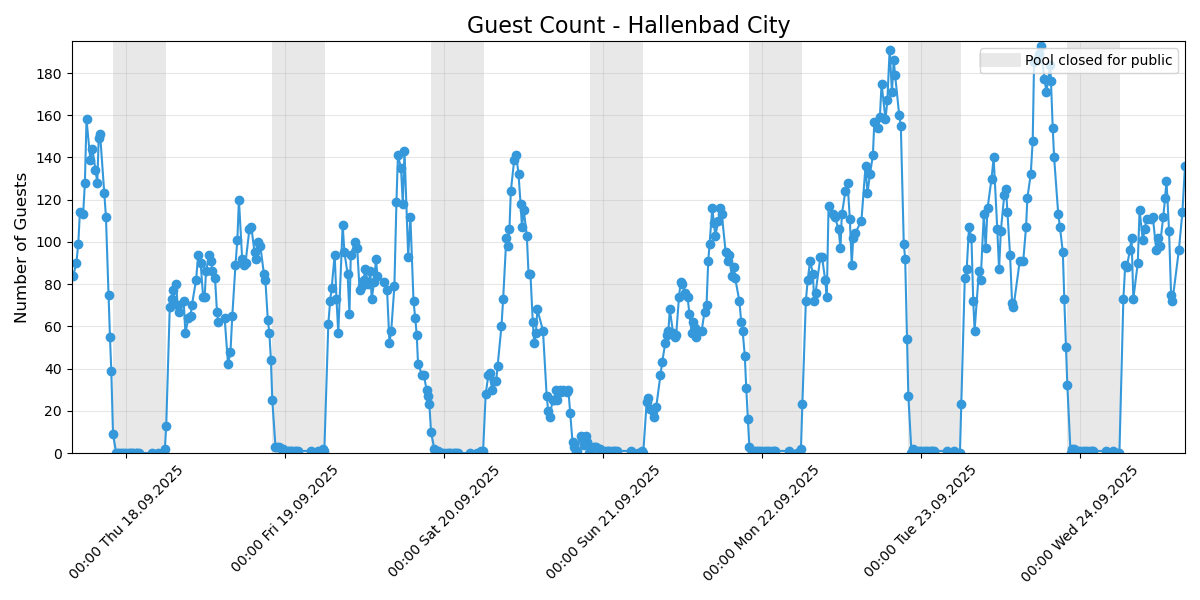 Guest Count - Hallenbad City
Pool closed for public
Number of Guests
180
160
140
120
100
80
60
40
20
0
00:00 Thu 18.09.2025
00:00 Fri 19.09.2025
00:00 Sat 20.09.2025
00:00 Sun 21.09.2025
00:00 Mon 22.09.2025
00:00 Tue 23.09.2025
00:00 Wed 24.09.2025